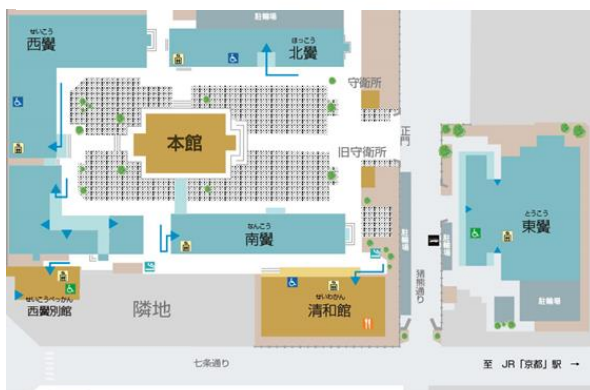 駐輪場
せいこう
西黌
ほっこう
北黌
守衛所
本館
正門
旧守衛所
なんこう
南黌
とうこう
東黌
駐輪場
駐輪場
せいこうべっかん
西黌別館
隣地
せいわかん
清和館
猪熊通り
駐輪場
七条通り
至 JR「京都」駅 →